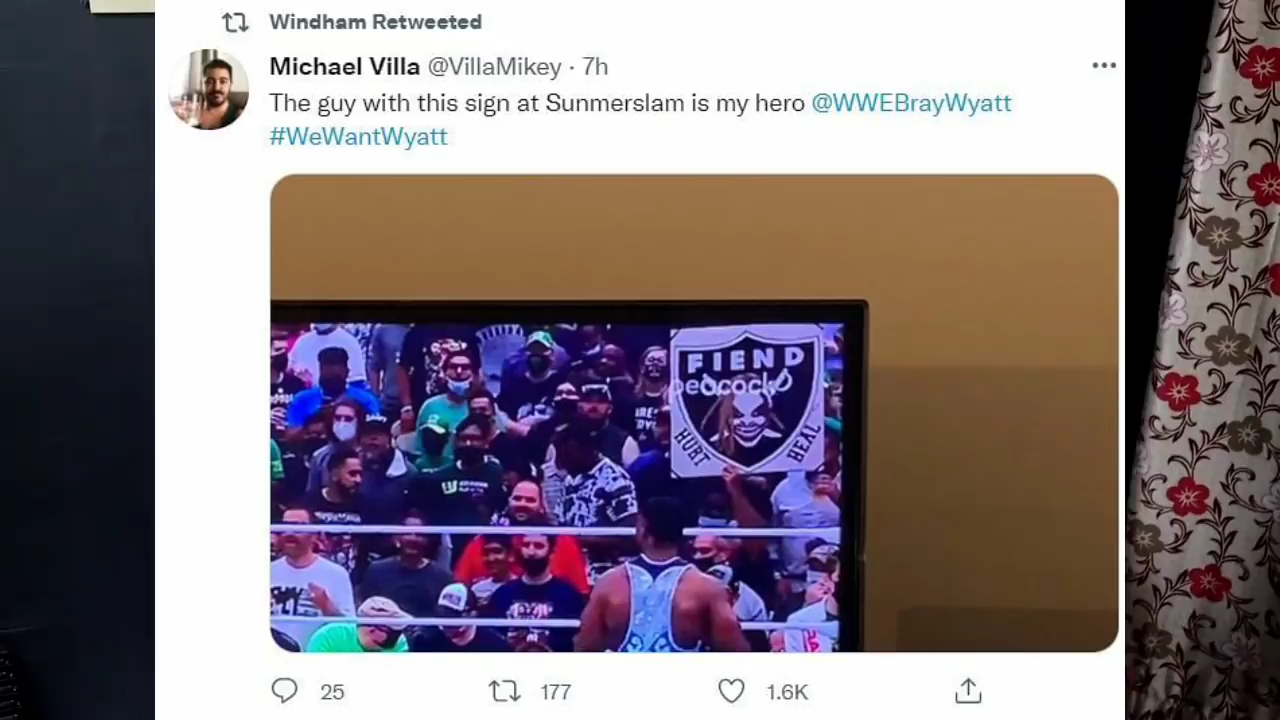 Windham Retweeted
Michael Villa @VillaMikey · 7h
The guy with this sign at Sunmerslam is my hero @WWEBrayWyatt
#WeWantWyatt
FIEND
peacock
HURT
HEAL
25
177
1.6K